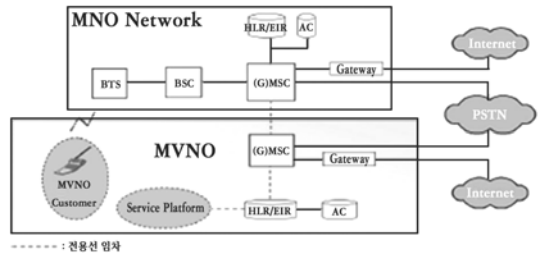 MNO Network
HLR/EIR
AC
Internet
Gateway
BTS
BSC
(G)MSC
PSTN
MVNO
(G)MSC
Gateway
MVNO
Customer
Service Platform
HLR/EIR
AC
Internet
: 전용선 임차